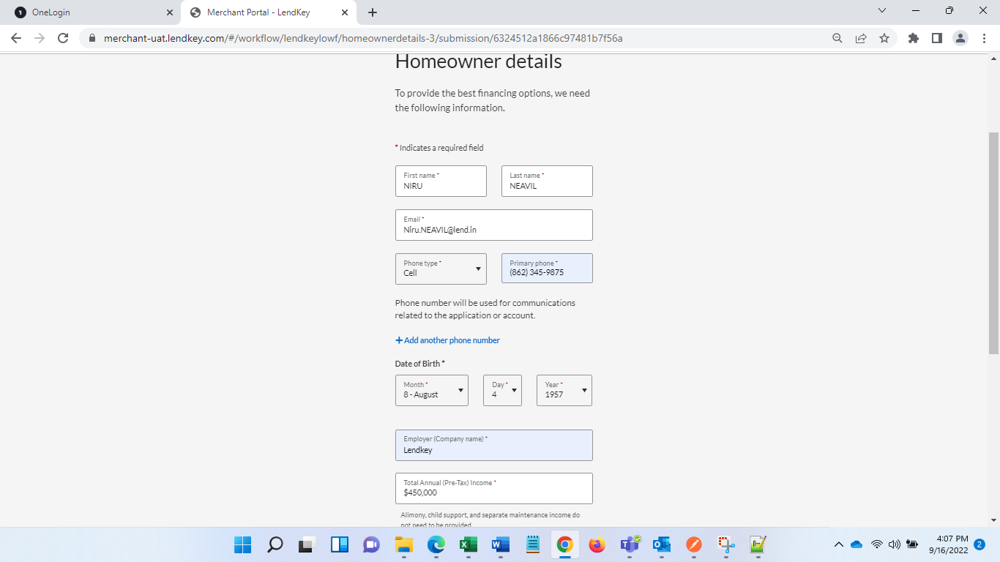 OneLogin
Merchant Portal - LendKey
merchant-uat.lendkey.com/#/workflow/lendkeylowf/homeownerdetails-3/submission/6324512a1866c97481b7f56a
Homeowner details
To provide the best financing options, we need
the following information.
* Indicates a required field
First name *
NIRU
Last name *
NEAVIL
Email *
Niru.NEAVIL@lend.in
Phone type *
Cell
Primary phone *
(862) 345-9875
Phone number will be used for communications
related to the application or account.
+ Add another phone number
Date of Birth *
Month *
8 - August
Day *
4
Year *
1957
Employer (Company name) *
Lendkey
Total Annual (Pre-Tax) Income *
$450,000
Alimony, child support, and separate maintenance income do
not need to be provided
4:07 PM
9/16/2022
2